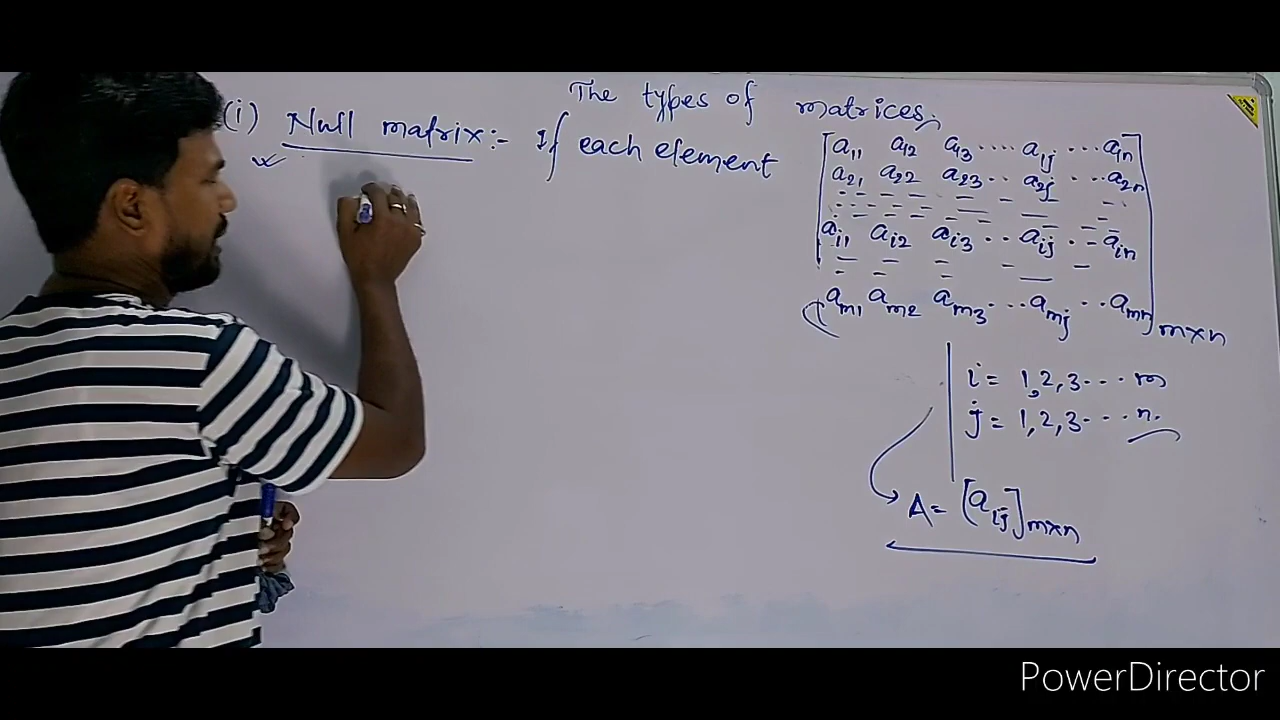 The types of matrices.
(i) Null matrix:- If each element
a11 a12 a13 .... a1j ... a1n
a21 a22 a23 .. a2j ... a2n
ai1 ai2 ai3 .. aij .. ain
am1 am2 am3 ... amj .. amn m×n
i = 1,2,3.... m
j = 1,2,3.... n.
A = [aij]m×n
PowerDirector